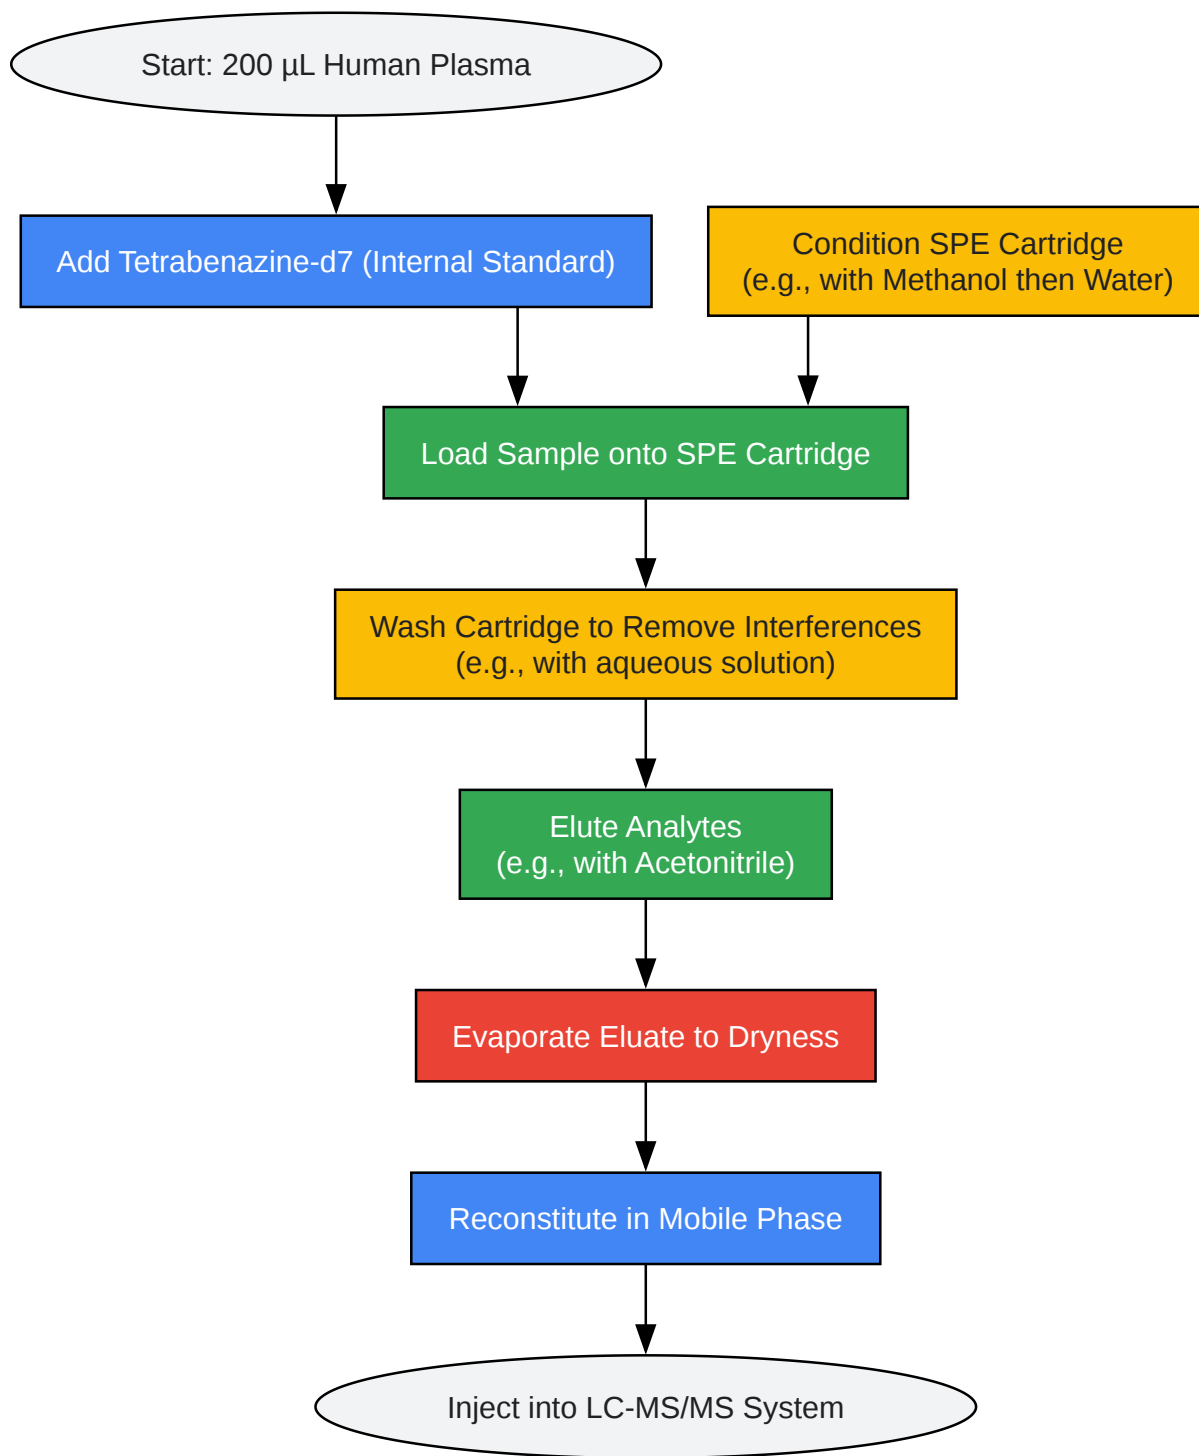 Start: 200 µL Human Plasma
Add Tetrabenazine-d7 (Internal Standard)
Condition SPE Cartridge
(e.g., with Methanol then Water)
Load Sample onto SPE Cartridge
Wash Cartridge to Remove Interferences
(e.g., with aqueous solution)
Elute Analytes
(e.g., with Acetonitrile)
Evaporate Eluate to Dryness
Reconstitute in Mobile Phase
Inject into LC-MS/MS System